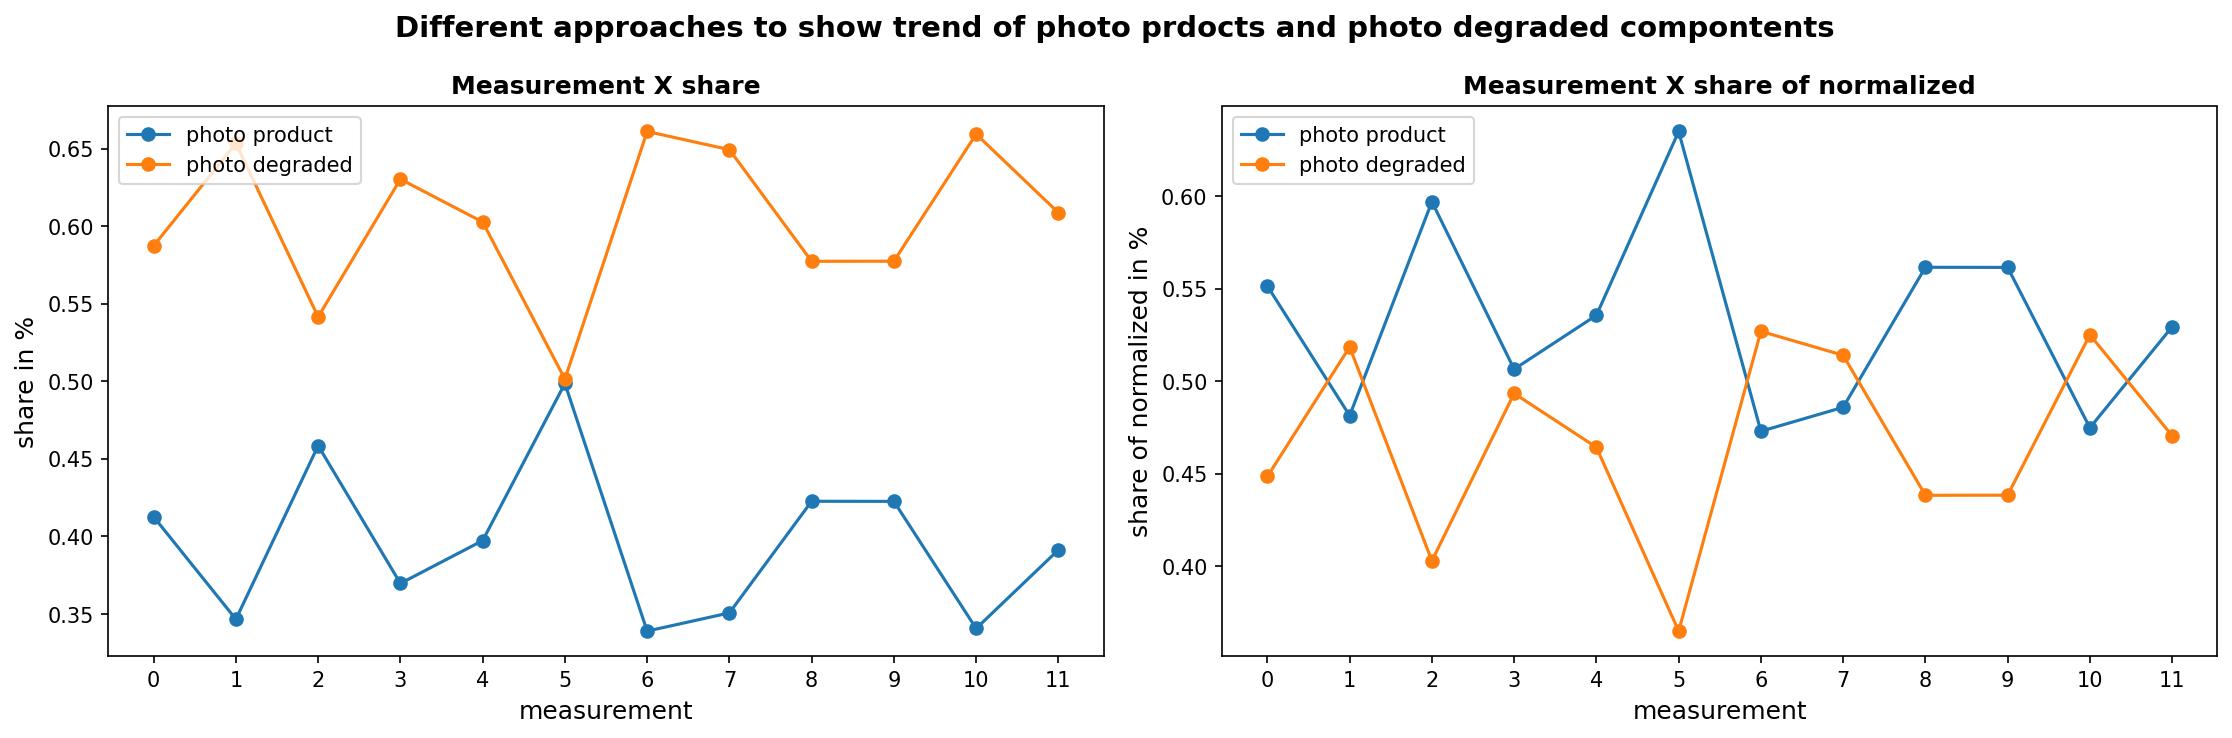 Different approaches to show trend of photo prdocts and photo degraded compontents
Measurement X share
photo product
photo degraded
0.65
0.60
0.55
0.50
0.45
0.40
0.35
share in %
0 1 2 3 4 5 6 7 8 9 10 11
measurement
Measurement X share of normalized
photo product
photo degraded
0.60
0.55
0.50
0.45
0.40
share of normalized in %
0 1 2 3 4 5 6 7 8 9 10 11
measurement